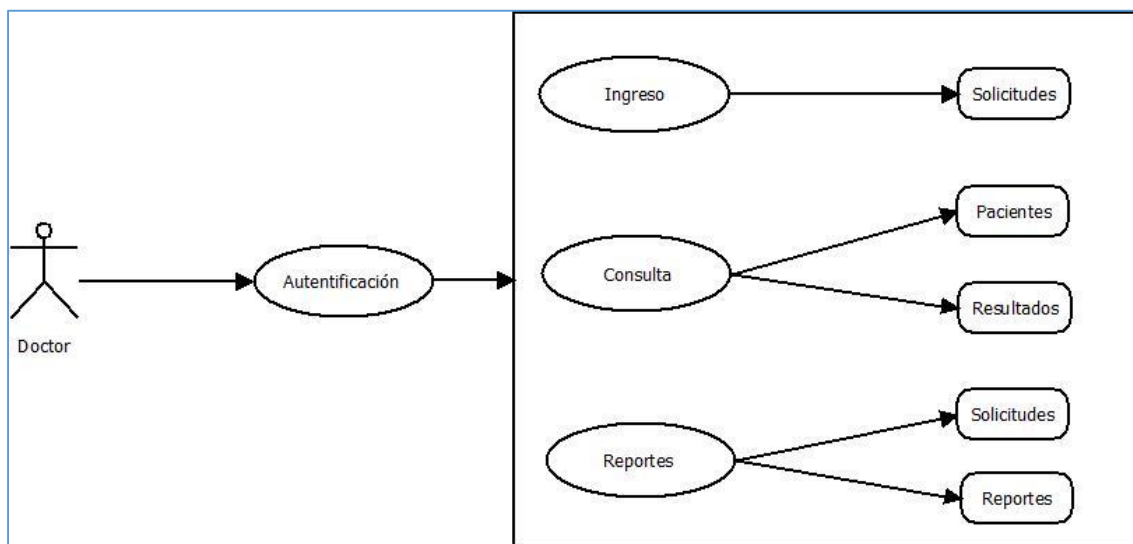 Doctor
Autentificación
Ingreso
Solicitudes
Consulta
Pacientes
Resultados
Reportes
Solicitudes
Reportes